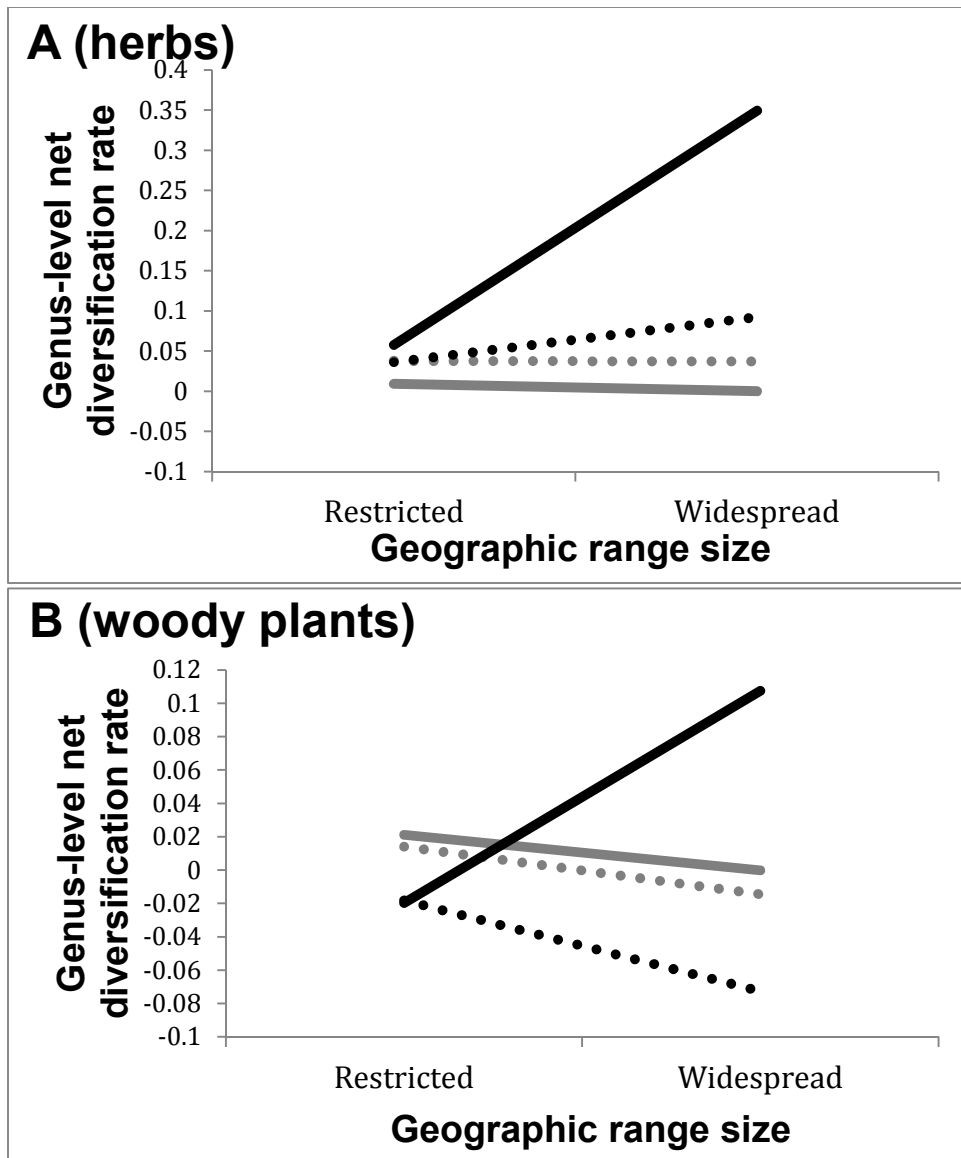 A (herbs)
Genus-level net
diversification rate
0.4
0.35
0.3
0.25
0.2
0.15
0.1
0.05
0
-0.05
-0.1
Restricted
Widespread
Geographic range size
B (woody plants)
Genus-level net
diversification rate
0.12
0.1
0.08
0.06
0.04
0.02
0
-0.02
-0.04
-0.06
-0.08
-0.1
Restricted
Widespread
Geographic range size